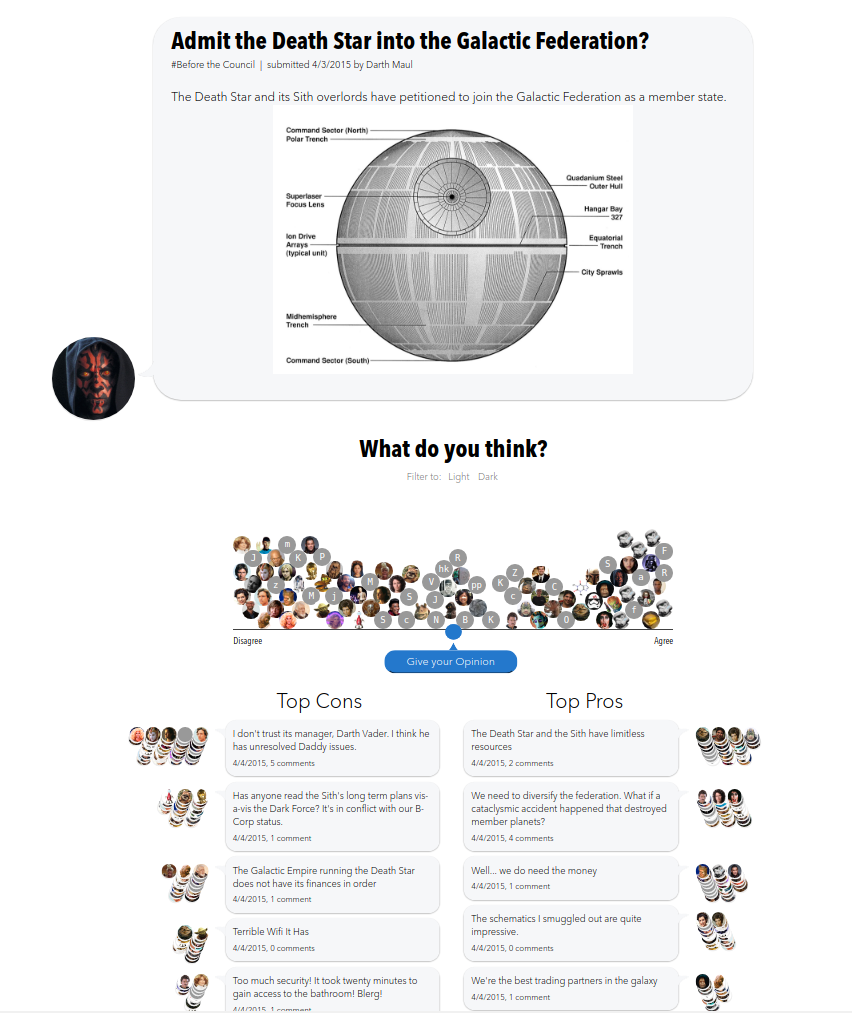 Admit the Death Star into the Galactic Federation?
#Before the Council | submitted 4/3/2015 by Darth Maul
The Death Star and its Sith overlords have petitioned to join the Galactic Federation as a member state.
Command Sector (North)
Polar Trench
Quadanium Steel
Outer Hull
Superlaser
Focus Lens
Hangar Bay
327
Ion Drive
Arrays
(typical unit)
Equatorial
Trench
City Sprawls
Midhemisphere
Trench
Command Sector (South)
What do you think?
Filter to: Light Dark
m
R
F
J
K
P
hk
S
Z
R
z
M
V
pp
K
C
a
S
M
j
S
J
c
f
S
c
N
B
K
O
Disagree
Agree
Give your Opinion
Top Cons
I don't trust its manager, Darth Vader. I think he
has unresolved Daddy issues.
4/4/2015, 5 comments
Has anyone read the Sith's long term plans vis-
a-vis the Dark Force? It's in conflict with our B-
Corp status.
4/4/2015, 1 comment
The Galactic Empire running the Death Star
does not have its finances in order
4/4/2015, 1 comment
Terrible Wifi It Has
4/4/2015, 0 comments
Too much security! It took twenty minutes to
gain access to the bathroom! Blerg!
4/4/2015, 1 comment
Top Pros
The Death Star and the Sith have limitless
resources
4/4/2015, 2 comments
We need to diversify the federation. What if a
cataclysmic accident happened that destroyed
member planets?
4/4/2015, 4 comments
Well... we do need the money
4/4/2015, 1 comment
The schematics I smuggled out are quite
impressive.
4/4/2015, 0 comments
We're the best trading partners in the galaxy
4/4/2015, 1 comment